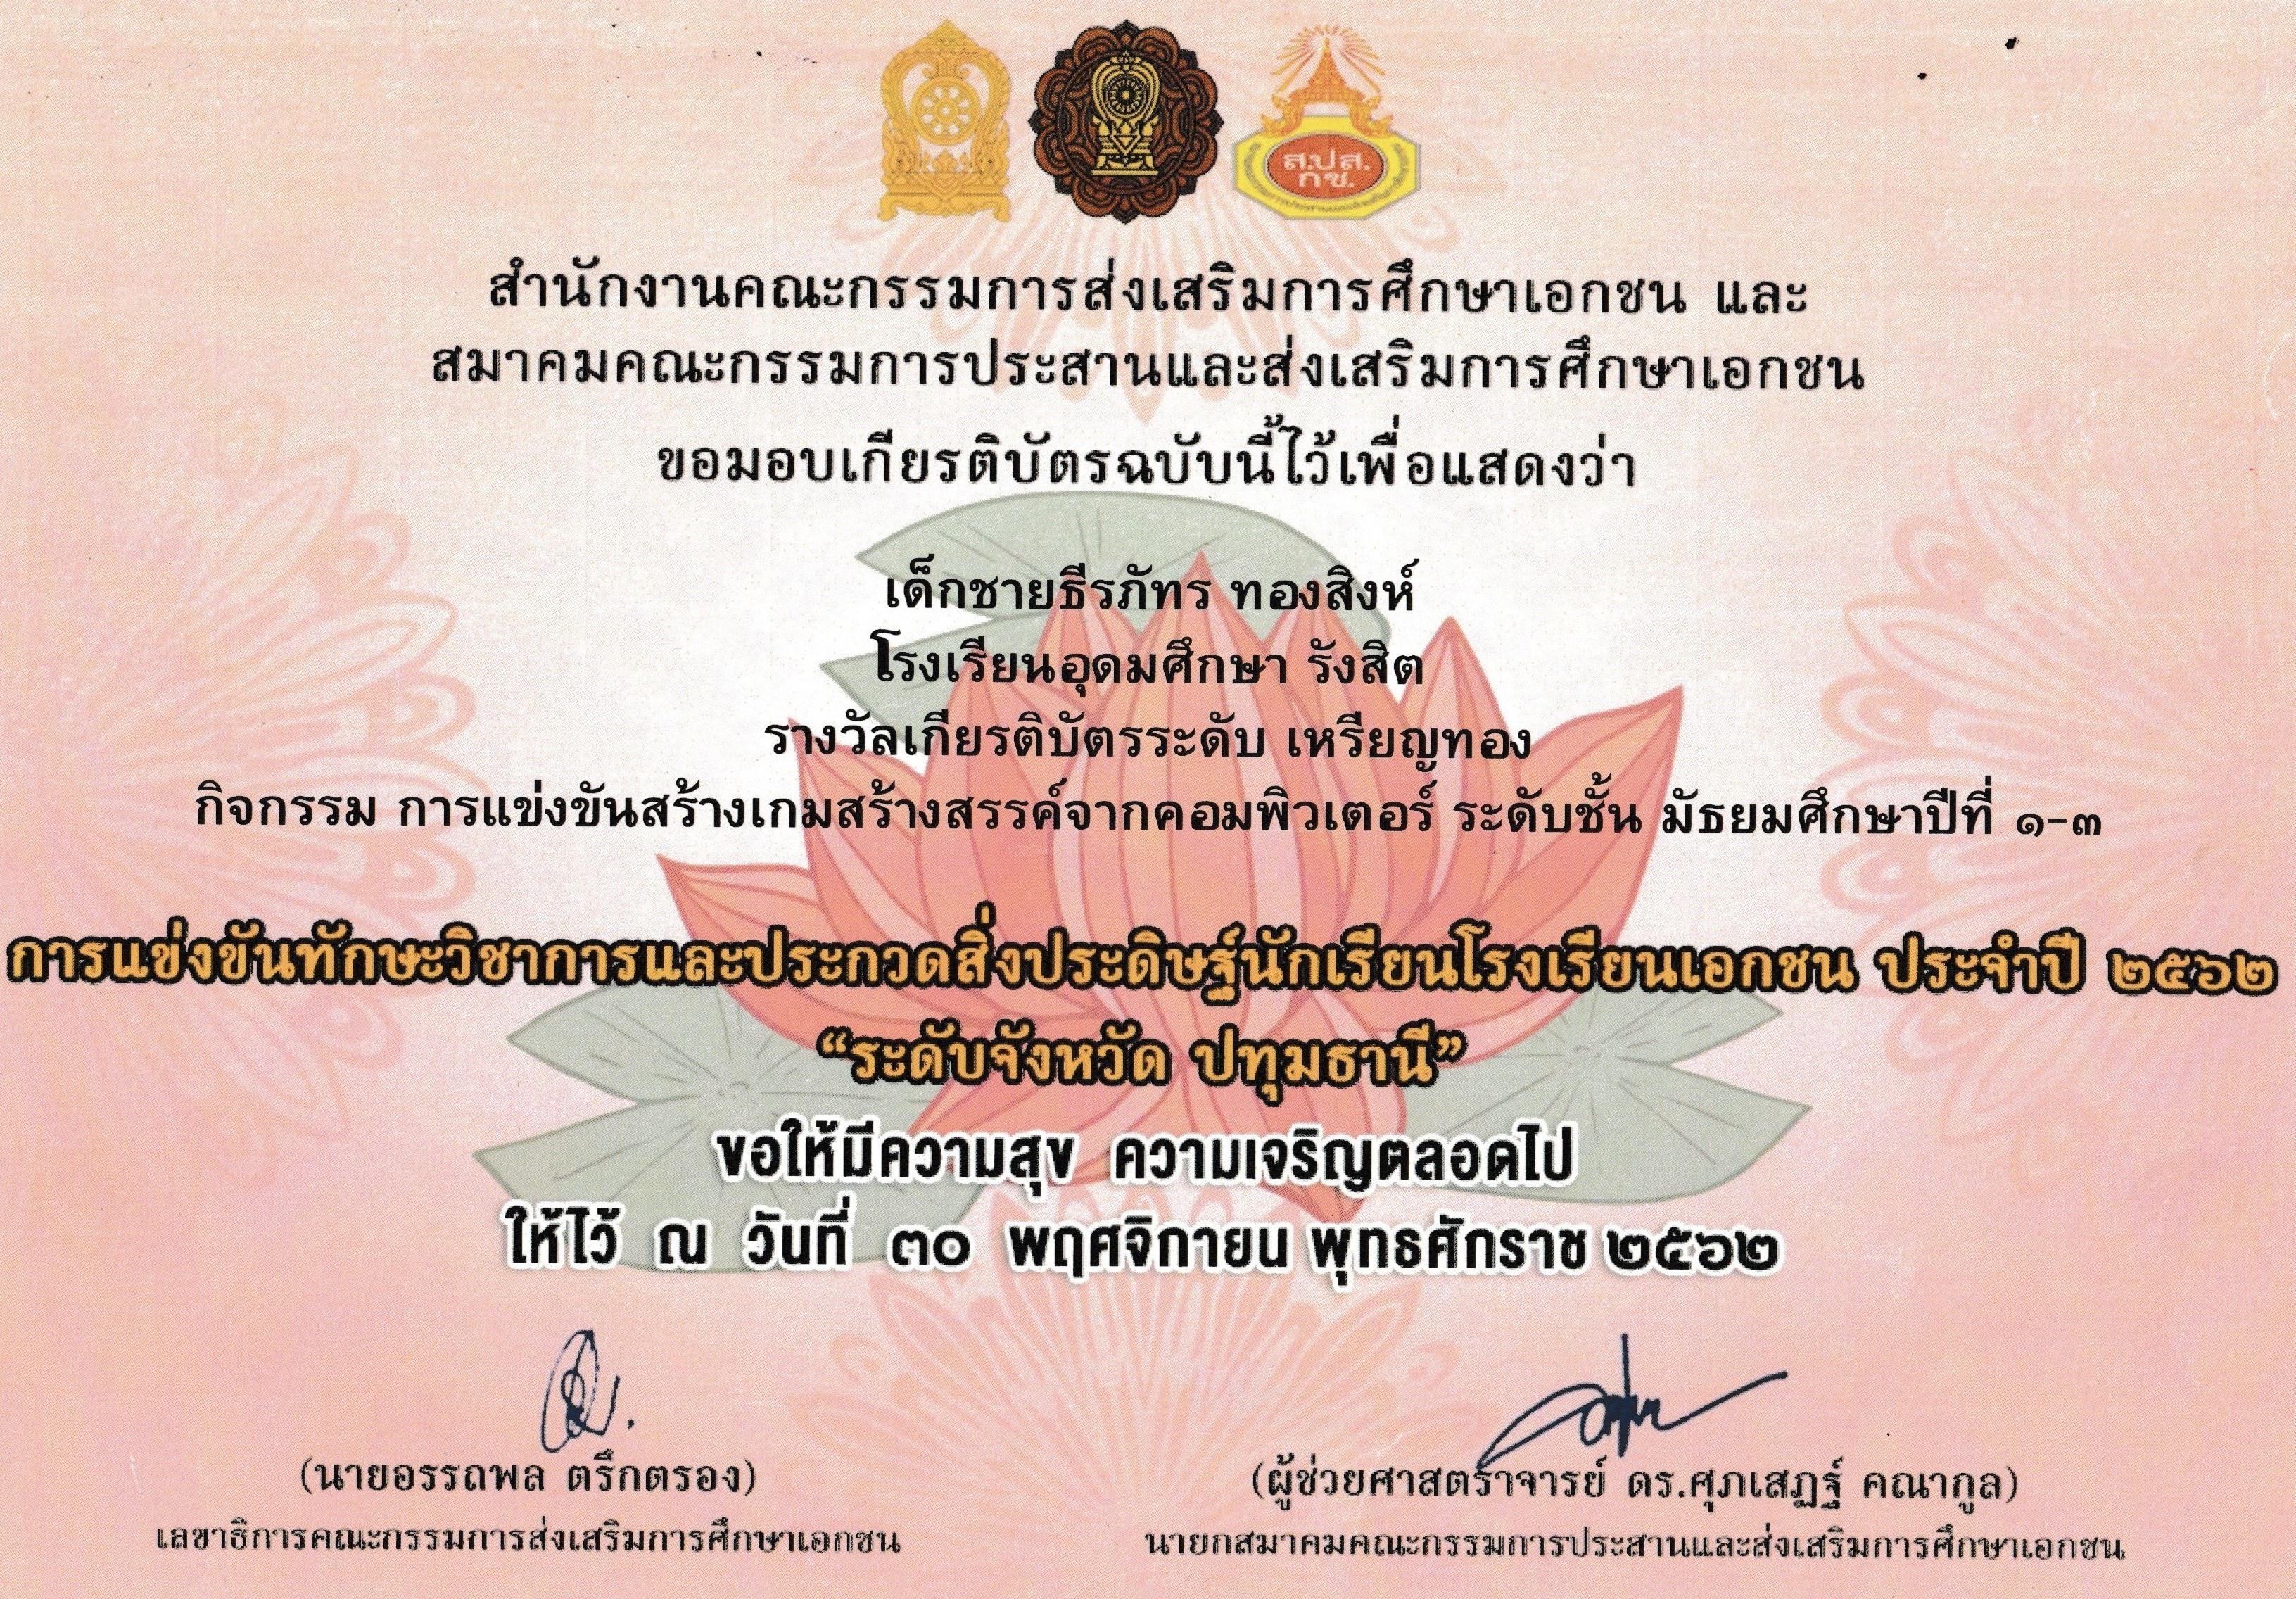 ส.ป.ส.
กช.
สำนักงานคณะกรรมการส่งเสริมการศึกษาเอกชน และ
สมาคมคณะกรรมการประสานและส่งเสริมการศึกษาเอกชน
ขอมอบเกียรติบัตรฉบับนี้ไว้เพื่อแสดงว่า
เด็กชายธีรภัทร ทองสิงห์
โรงเรียนอุดมศึกษา รังสิต
รางวัลเกียรติบัตรระดับ เหรียญทอง
กิจกรรม การแข่งขันสร้างเกมสร้างสรรค์จากคอมพิวเตอร์ ระดับชั้น มัธยมศึกษาปีที่ ๑-๓
การแข่งขันทักษะวิชาการและประกวดสิ่งประดิษฐ์นักเรียนโรงเรียนเอกชน ประจำปี ๒๕๖๒
“ระดับจังหวัด ปทุมธานี”
ขอให้มีความสุข ความเจริญตลอดไป
ให้ไว้ ณ วันที่ ๓๐ พฤศจิกายน พุทธศักราช ๒๕๖๒
(นายอรรถพล ตรึกตรอง)
(ผู้ช่วยศาสตราจารย์ ดร.ศุภเสฏฐ์ คณากูล)
เลขาธิการคณะกรรมการส่งเสริมการศึกษาเอกชน
นายกสมาคมคณะกรรมการประสานและส่งเสริมการศึกษาเอกชน